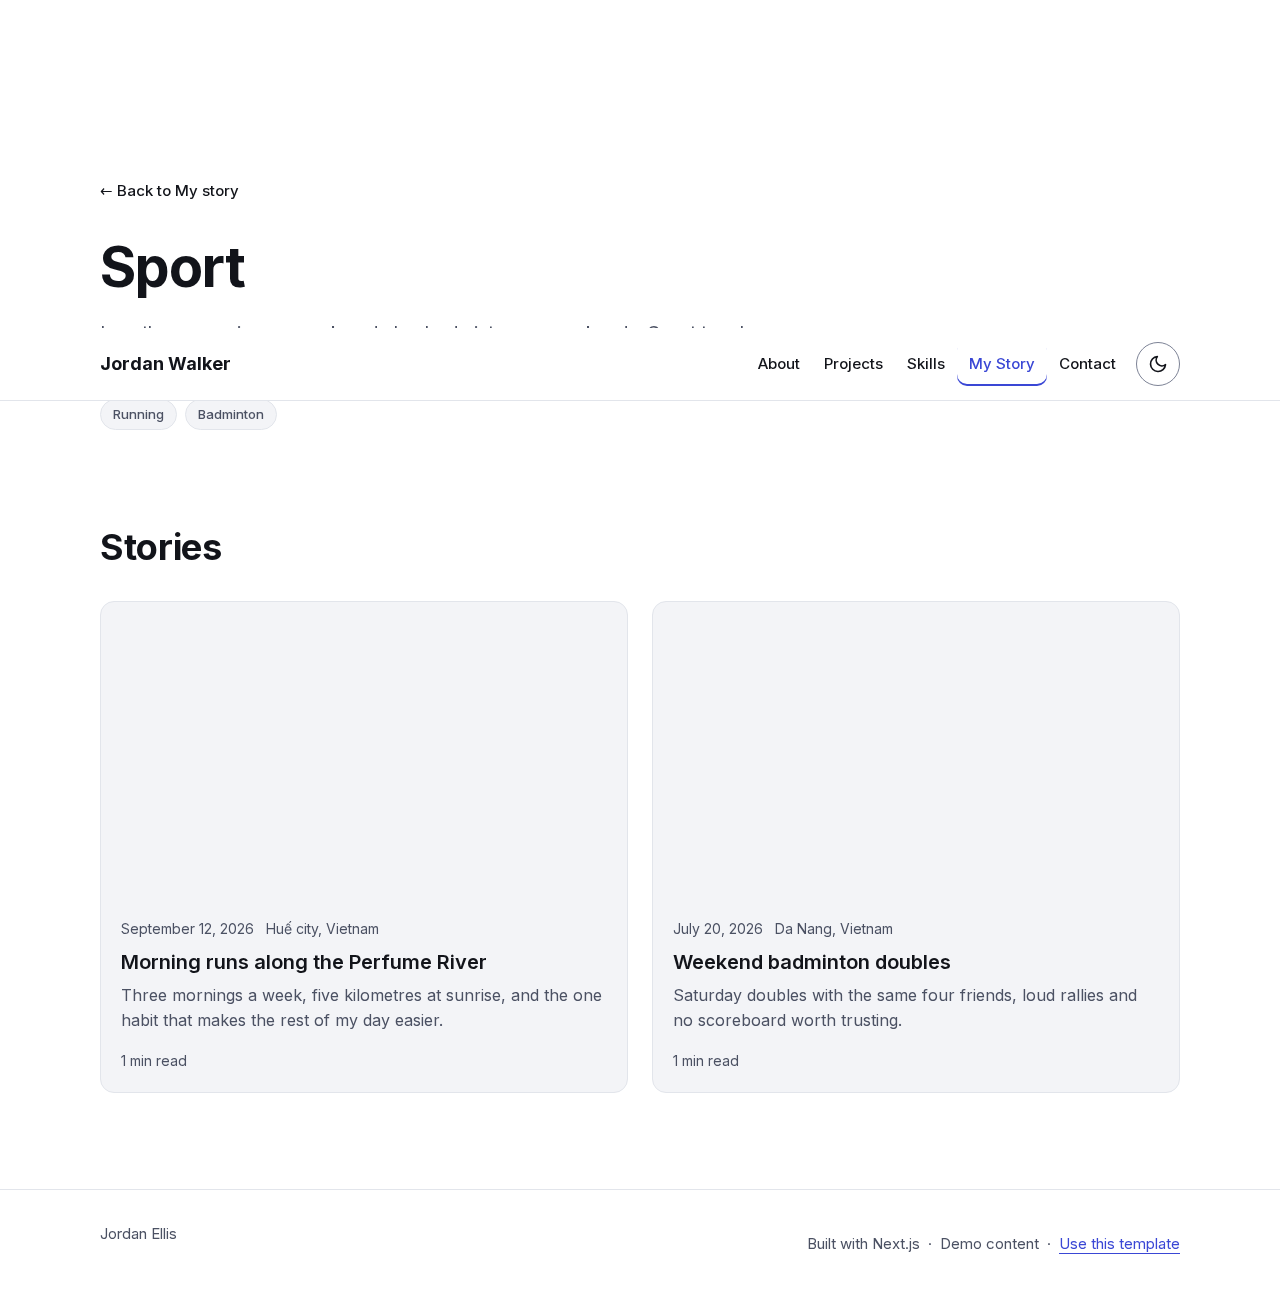 ← Back to My story
Sport
Jordan Walker
About Projects Skills My Story Contact
Running Badminton
Stories
September 12, 2026 Huế city, Vietnam
Morning runs along the Perfume River
Three mornings a week, five kilometres at sunrise, and the one
habit that makes the rest of my day easier.
1 min read
July 20, 2026 Da Nang, Vietnam
Weekend badminton doubles
Saturday doubles with the same four friends, loud rallies and
no scoreboard worth trusting.
1 min read
Jordan Ellis
Built with Next.js · Demo content · Use this template